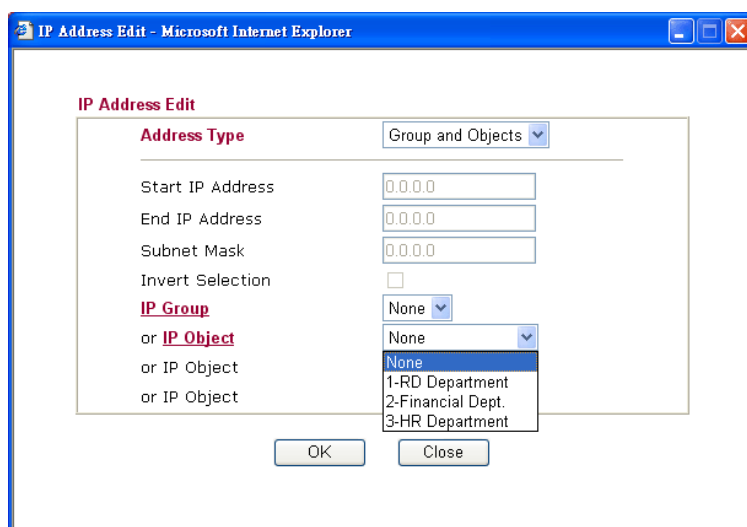 IP Address Edit - Microsoft Internet Explorer
IP Address Edit
Address Type Group and Objects
Start IP Address 0.0.0.0
End IP Address 0.0.0.0
Subnet Mask 0.0.0.0
Invert Selection
IP Group None
or IP Object None
or IP Object
or IP Object
None
1-RD Department
2-Financial Dept.
3-HR Department
OK Close